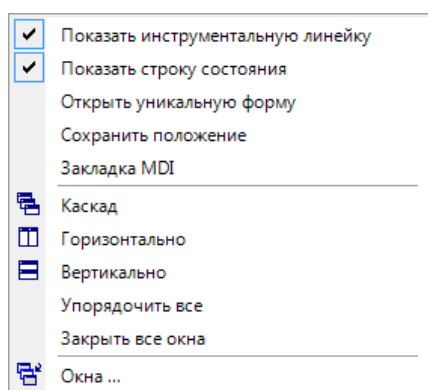 Показать инструментальную линейку
Показать строку состояния
Открыть уникальную форму
Сохранить положение
Закладка MDI
Каскад
Горизонтально
Вертикально
Упорядочить все
Закрыть все окна
Окна ...